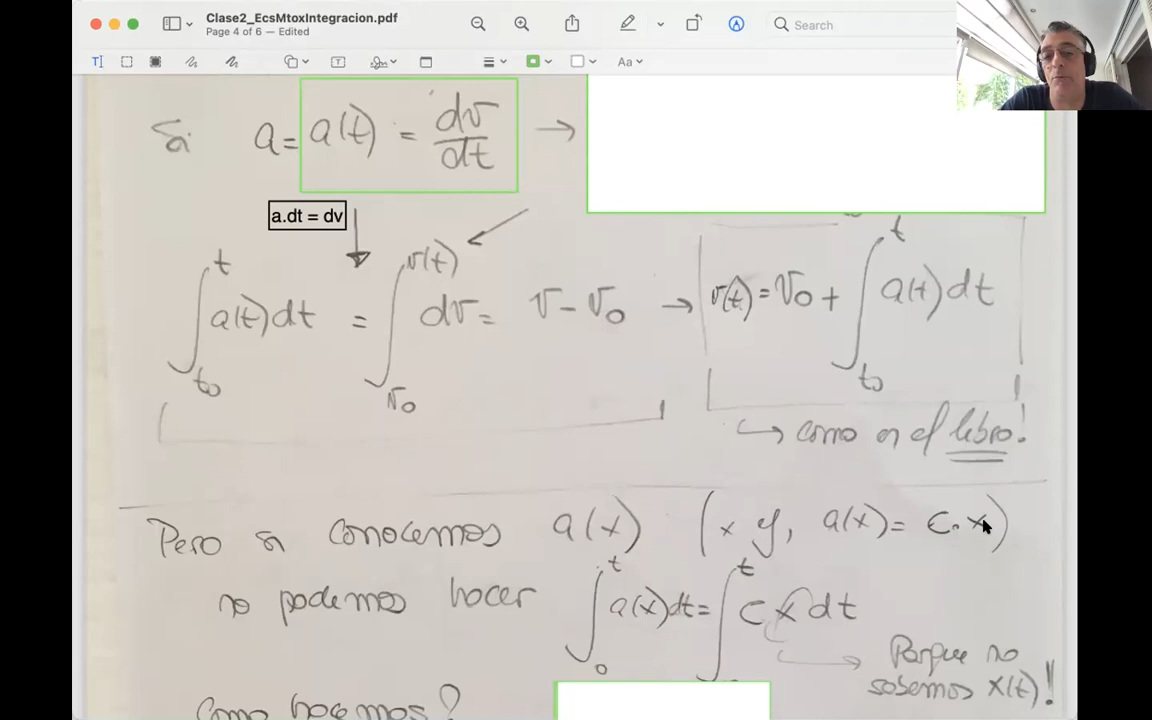 Clase2_EcsMtoxIntegracion.pdf
Page 4 of 6 — Edited
Search
Aa
Si a = a(t) = dv/dt →
a.dt = dv
∫_{t0}^{t} a(t)dt = ∫_{v0}^{v(t)} dv = v - v0 → v(t) = v0 + ∫_{t0}^{t} a(t)dt
↳ como en el libro!
Pero si conocemos a(x) (x ej, a(x) = C.x)
no podemos hacer ∫_{0}^{t} a(x)dt = ∫^{t} C x dt
→ Porque no
sabemos x(t)!
Como hacemos?